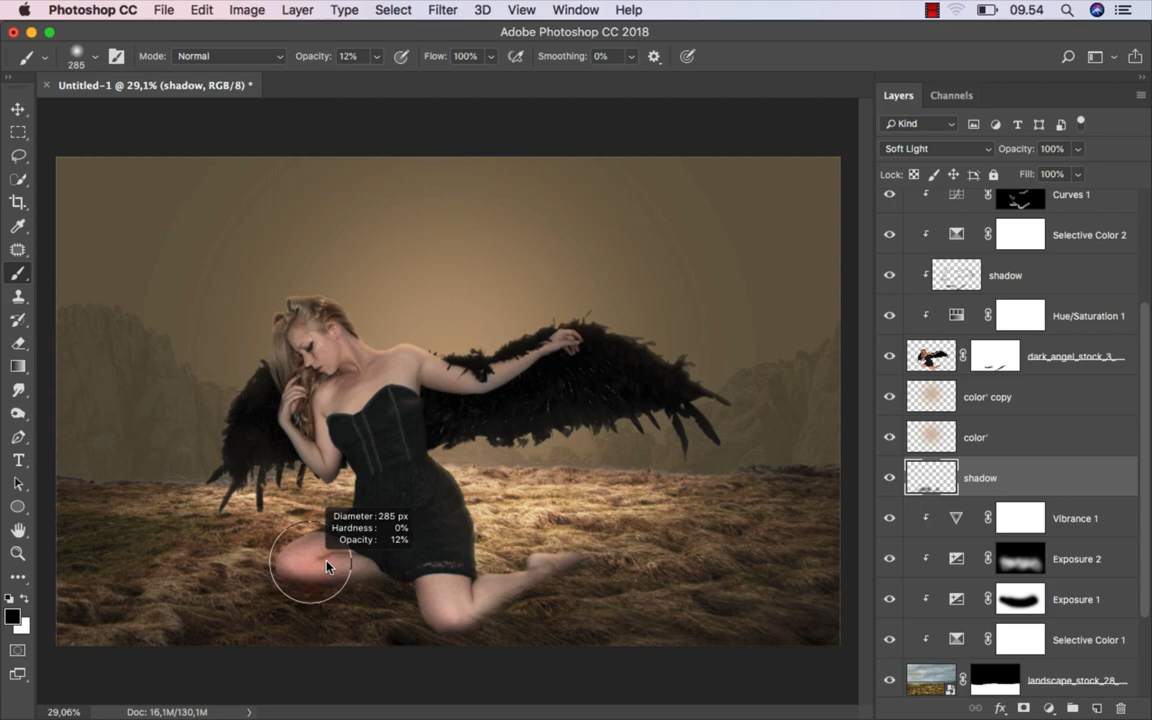 Photoshop CC File Edit Image Layer Type Select Filter 3D View Window Help 09.54
Adobe Photoshop CC 2018
285 Mode: Normal Opacity: 12% Flow: 100% Smoothing: 0%
× Untitled-1 @ 29,1% (shadow, RGB/8) *
Layers Channels
Kind
Soft Light Opacity: 100%
Lock: Fill: 100%
Curves 1
Selective Color 2
shadow
Hue/Saturation 1
dark_angel_stock_3_...
color' copy
color'
shadow
Vibrance 1
Exposure 2
Exposure 1
Selective Color 1
landscape_stock_28_...
Diameter: 285 px
Hardness: 0%
Opacity: 12%
29,06% Doc: 16,1M/130,1M